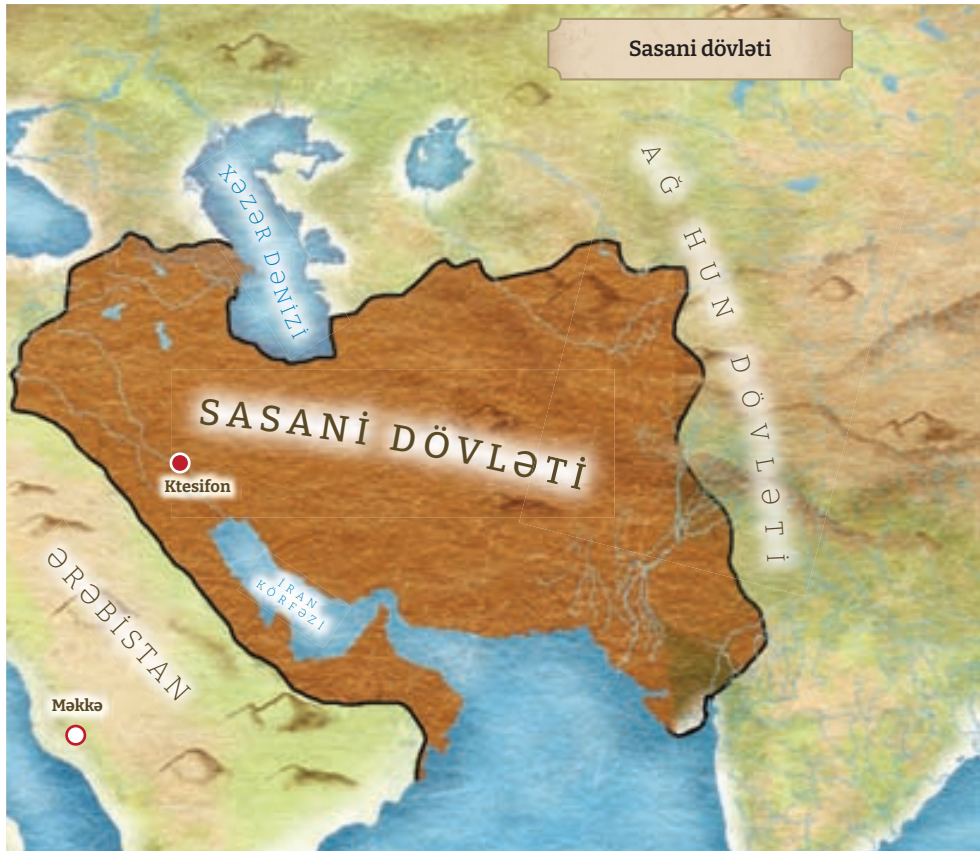 Sasani dövləti
AĞ HUN DÖVLƏTİ
XƏZƏR DƏNİZİ
SASANİ DÖVLƏTİ
Ktesifon
İRAN
KÖRFƏZİ
ƏRƏBİSTAN
Məkkə